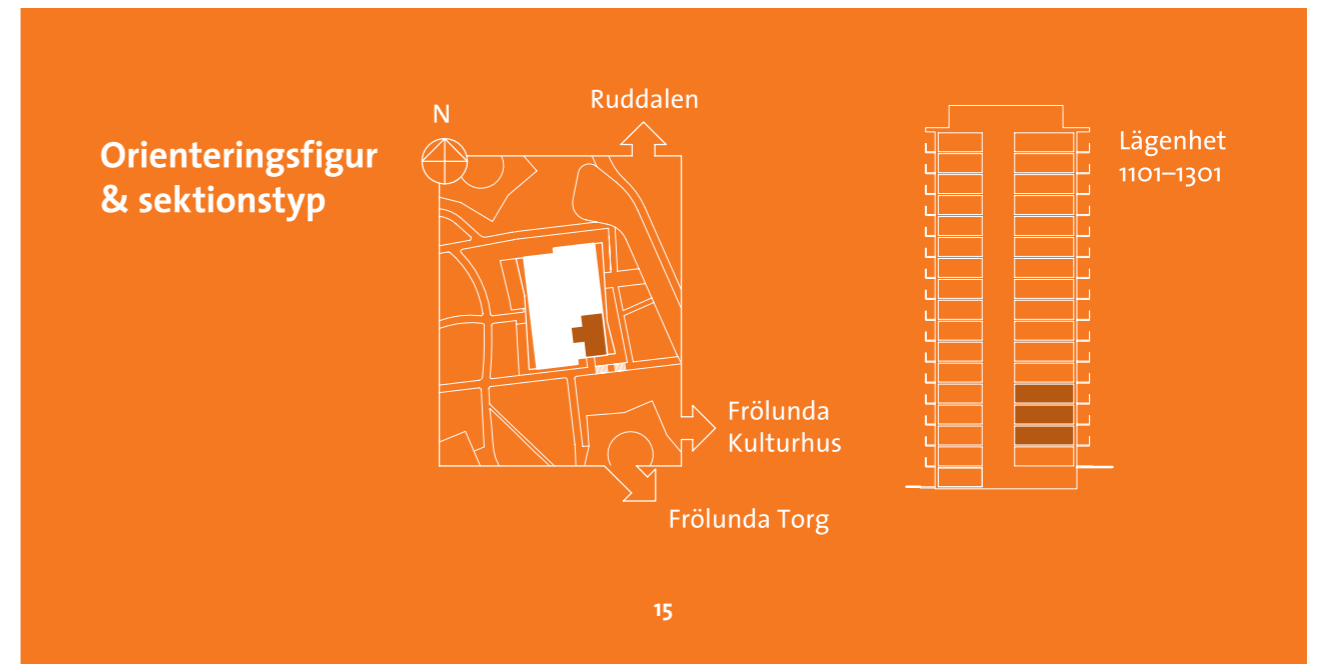 Orienteringsfigur
& sektionstyp
N
Ruddalen
Frölunda
Kulturhus
Frölunda Torg
Lägenhet
1101–1301
15